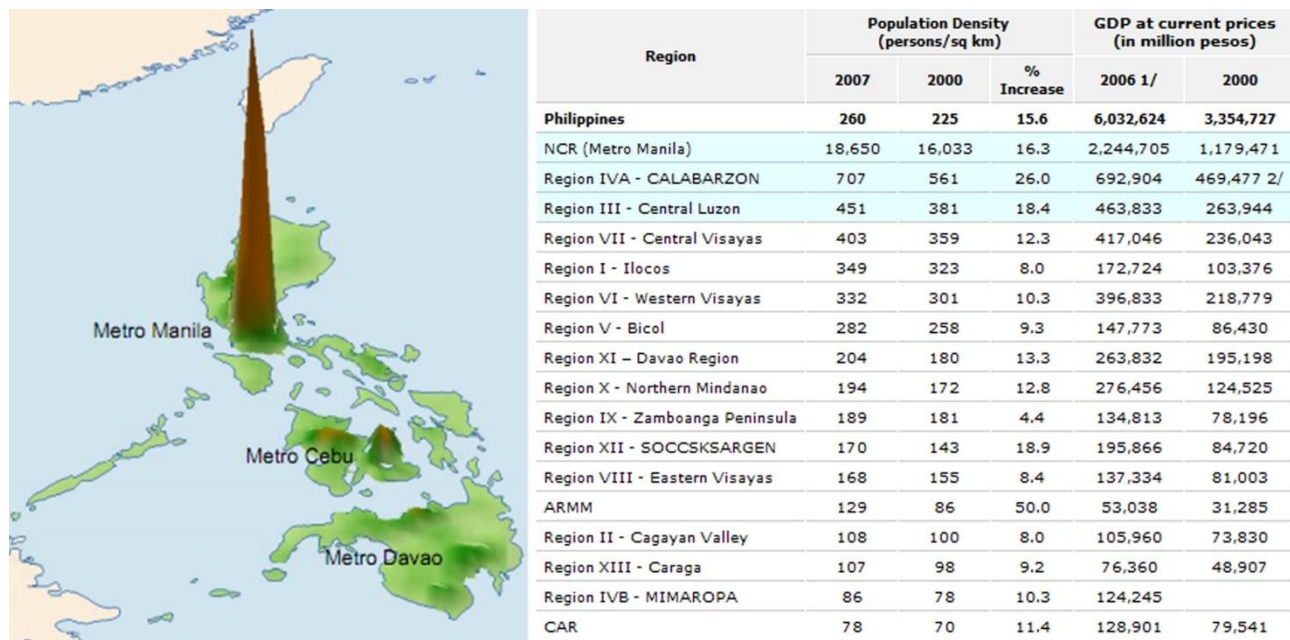 Metro Manila
Metro Cebu
Metro Davao
Region
Population Density
(persons/sq km)
GDP at current prices
(in million pesos)
2007 2000 % Increase 2006 1/ 2000
Philippines 260 225 15.6 6,032,624 3,354,727
NCR (Metro Manila) 18,650 16,033 16.3 2,244,705 1,179,471
Region IVA - CALABARZON 707 561 26.0 692,904 469,477 2/
Region III - Central Luzon 451 381 18.4 463,833 263,944
Region VII - Central Visayas 403 359 12.3 417,046 236,043
Region I - Ilocos 349 323 8.0 172,724 103,376
Region VI - Western Visayas 332 301 10.3 396,833 218,779
Region V - Bicol 282 258 9.3 147,773 86,430
Region XI – Davao Region 204 180 13.3 263,832 195,198
Region X - Northern Mindanao 194 172 12.8 276,456 124,525
Region IX - Zamboanga Peninsula 189 181 4.4 134,813 78,196
Region XII - SOCCSKSARGEN 170 143 18.9 195,866 84,720
Region VIII - Eastern Visayas 168 155 8.4 137,334 81,003
ARMM 129 86 50.0 53,038 31,285
Region II - Cagayan Valley 108 100 8.0 105,960 73,830
Region XIII - Caraga 107 98 9.2 76,360 48,907
Region IVB - MIMAROPA 86 78 10.3 124,245
CAR 78 70 11.4 128,901 79,541